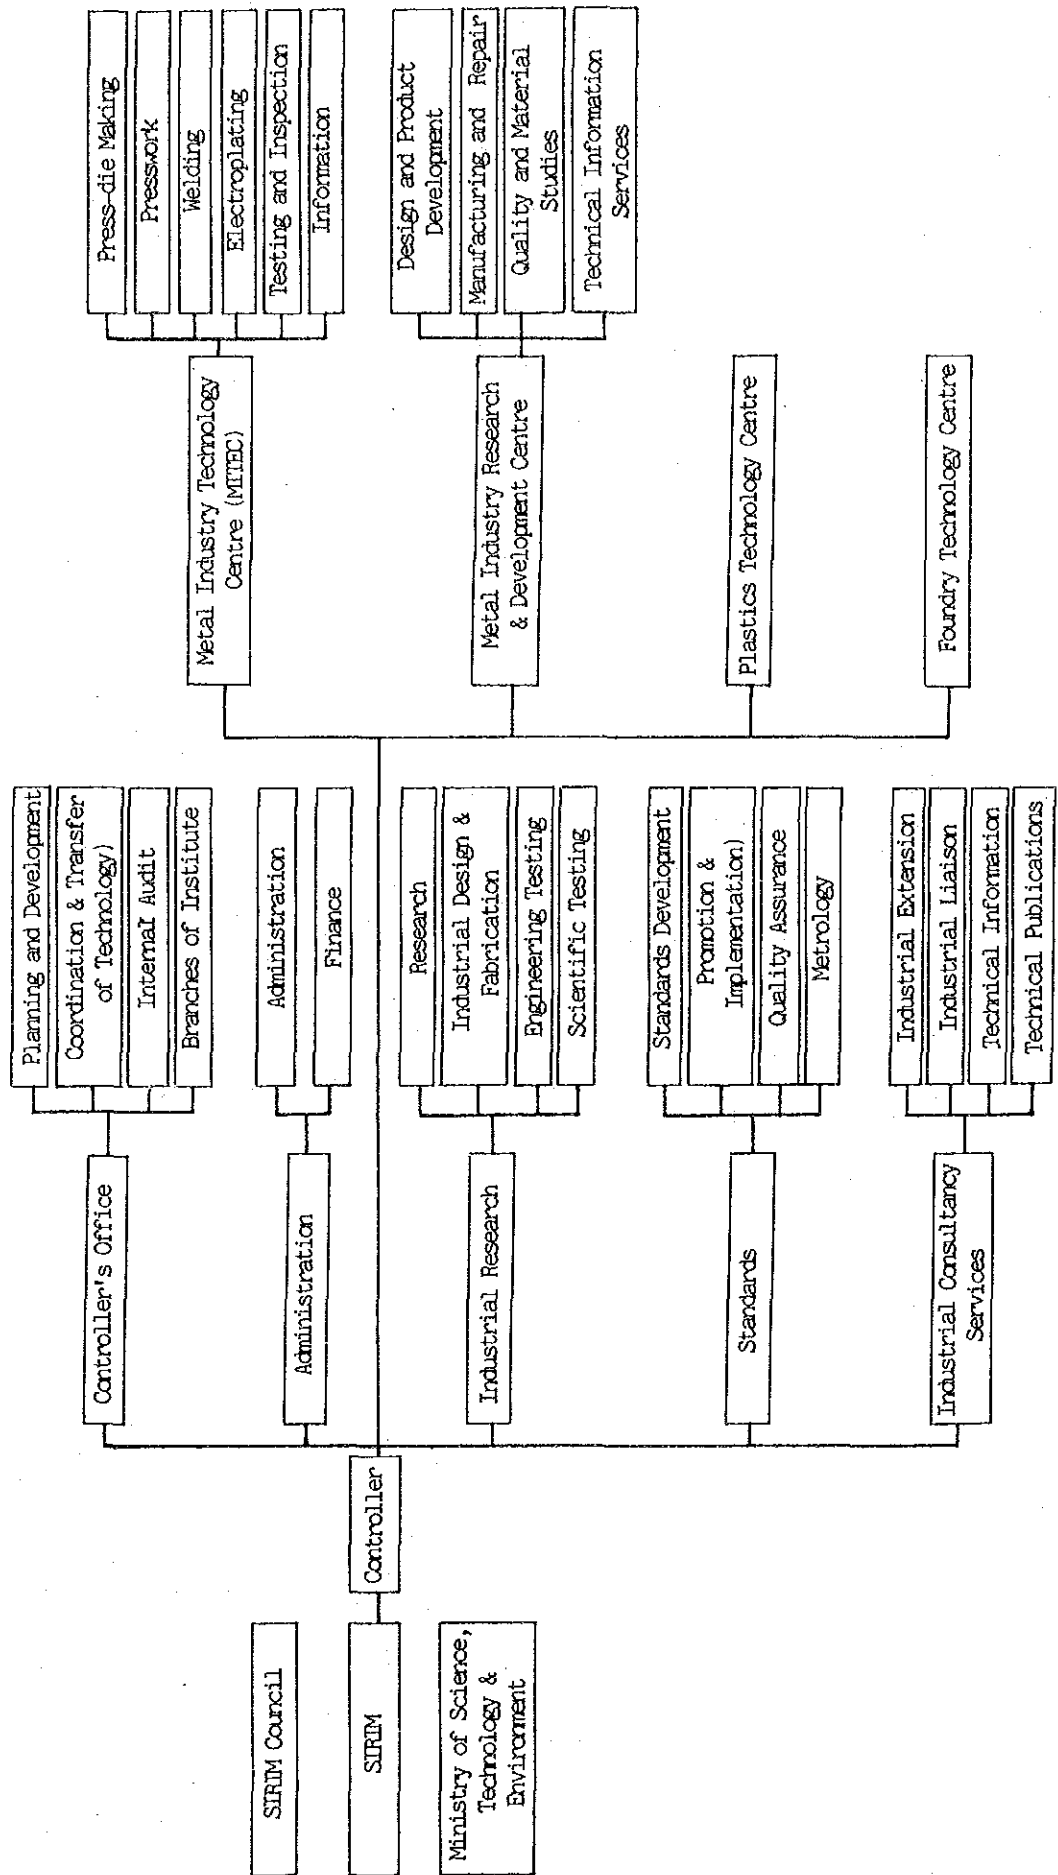 SIRIM Council
SIRIM
Ministry of Science,
Technology &
Environment
Controller
Controller's Office
Planning and Development
Coordination & Transfer
of Technology)
Internal Audit
Branches of Institute
Administration
Administration
Finance
Industrial Research
Research
Industrial Design &
Fabrication
Engineering Testing
Scientific Testing
Standards
Standards Development
Promotion &
Implementation)
Quality Assurance
Metrology
Industrial Consultancy
Services
Industrial Extension
Industrial Liaison
Technical Information
Technical Publications
Metal Industry Technology
Centre (MITEC)
Press-die Making
Presswork
Welding
Electroplating
Testing and Inspection
Information
Metal Industry Research
& Development Centre
Design and Product
Development
Manufacturing and Repair
Quality and Material
Studies
Technical Information
Services
Plastics Technology Centre
Foundry Technology Centre